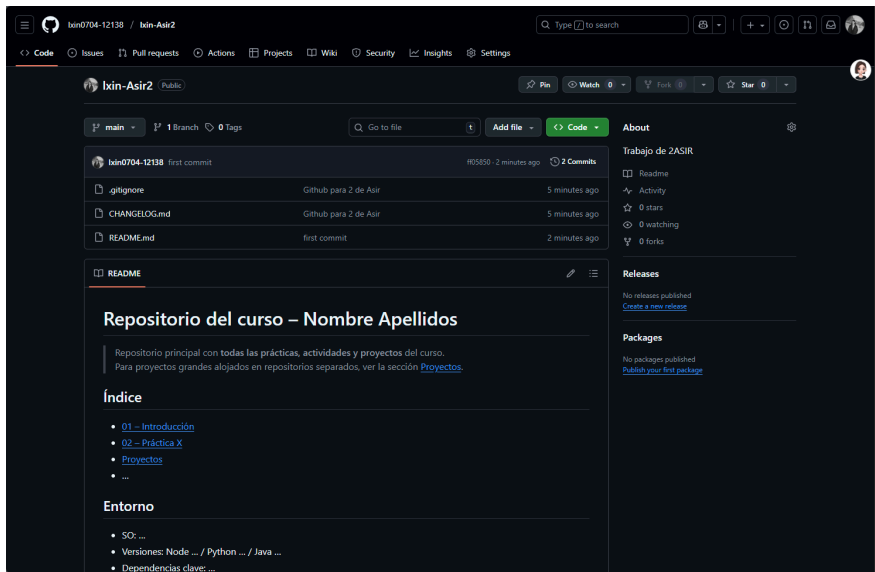 lxin0704-12138 / lxin-Asir2
Type / to search
Code Issues Pull requests Actions Projects Wiki Security Insights Settings
lxin-Asir2 Public
Pin Watch 0 Fork 0 Star 0
main 1 Branch 0 Tags Go to file t Add file Code
lxin0704-12138 first commit ff05850 · 2 minutes ago 2 Commits
.gitignore Github para 2 de Asir 5 minutes ago
CHANGELOG.md Github para 2 de Asir 5 minutes ago
README.md first commit 2 minutes ago
README
Repositorio del curso – Nombre Apellidos
Repositorio principal con todas las prácticas, actividades y proyectos del curso.
Para proyectos grandes alojados en repositorios separados, ver la sección Proyectos.
Índice
01 – Introducción
02 – Práctica X
Proyectos
...
Entorno
SO: ...
Versiones: Node ... / Python ... / Java ...
Dependencias clave: ...
About
Trabajo de 2ASIR
Readme
Activity
0 stars
0 watching
0 forks
Releases
No releases published
Create a new release
Packages
No packages published
Publish your first package